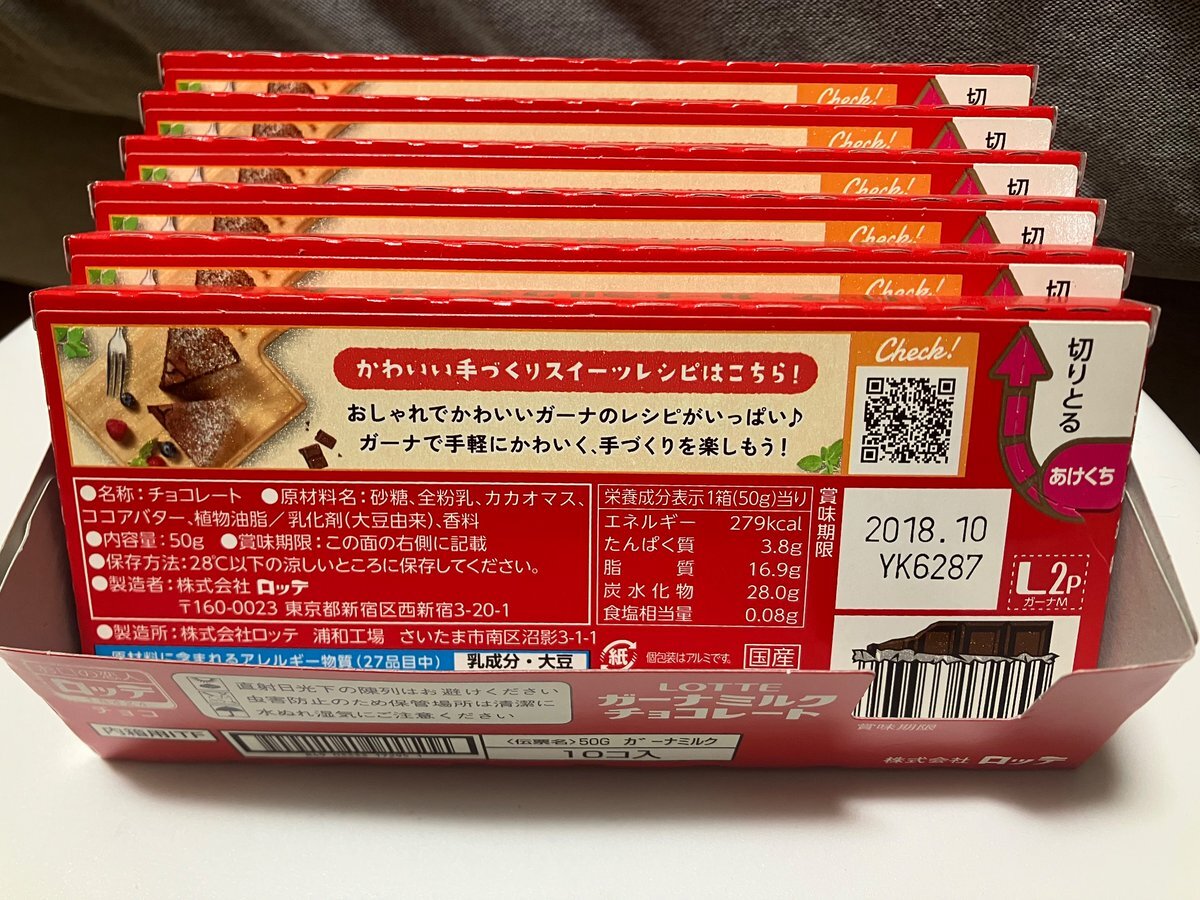 切
Check!
切
Check!
切
Check!
切
Check!
切
Check!
かわいい手づくりスイーツレシピはこちら!
おしゃれでかわいいガーナのレシピがいっぱい♪
ガーナで手軽にかわいく、手づくりを楽しもう!
Check!
切りとる
あけくち
●名称:チョコレート ●原材料名:砂糖、全粉乳、カカオマス、
ココアバター、植物油脂/乳化剤(大豆由来)、香料
●内容量:50g ●賞味期限:この面の右側に記載
●保存方法:28℃以下の涼しいところに保存してください。
●製造者:株式会社 ロッテ
〒160-0023 東京都新宿区西新宿3-20-1
●製造所:株式会社ロッテ 浦和工場 さいたま市南区沼影3-1-1
原材料に含まれるアレルギー物質(27品目中) 乳成分・大豆
栄養成分表示1箱(50g)当り
エネルギー 279kcal
たんぱく質 3.8g
脂質 16.9g
炭水化物 28.0g
食塩相当量 0.08g
紙 個包装はアルミです。 国産
賞味期限
2018.10
YK6287
L2P
ガーナM
ロッテ
チョコ
直射日光下の陳列はお避けください
虫害防止のため保管場所は清潔に
水ぬれ湿気にご注意ください
LOTTE
ガーナミルク
チョコレート
賞味期限
内箱用ITF
<伝票名>50G ガーナミルク
10コ入
株式会社 ロッテ